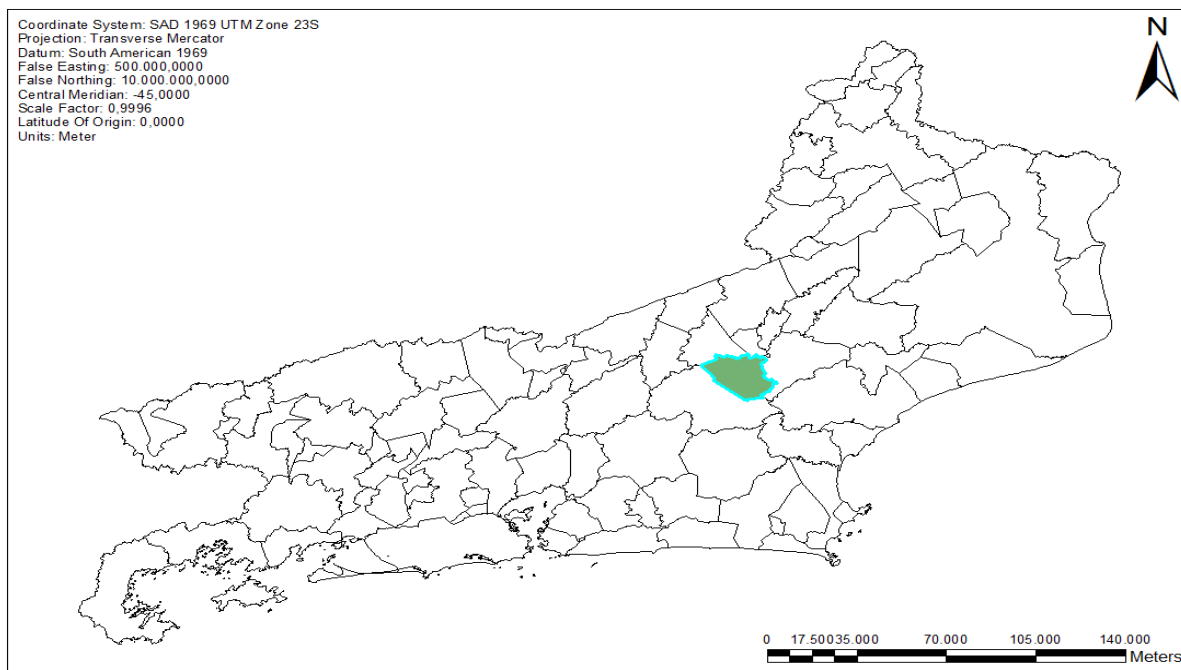 Coordinate System: SAD 1969 UTM Zone 23S
Projection: Transverse Mercator
Datum: South American 1969
False Easting: 500.000,0000
False Northing: 10.000.000,0000
Central Meridian: -45,0000
Scale Factor: 0,9996
Latitude Of Origin: 0,0000
Units: Meter
N
0 17.50035.000 70.000 105.000 140.000
Meters